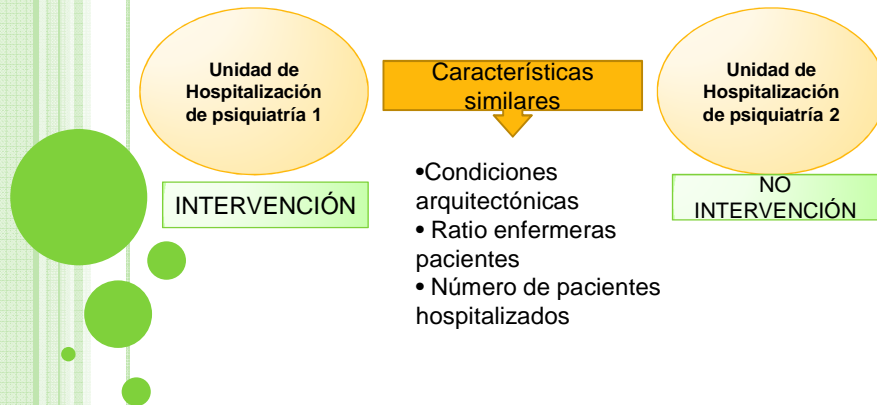 Unidad de
Hospitalización
de psiquiatría 1
INTERVENCIÓN
Características
similares
•Condiciones
arquitectónicas
• Ratio enfermeras
pacientes
• Número de pacientes
hospitalizados
Unidad de
Hospitalización
de psiquiatría 2
NO
INTERVENCIÓN